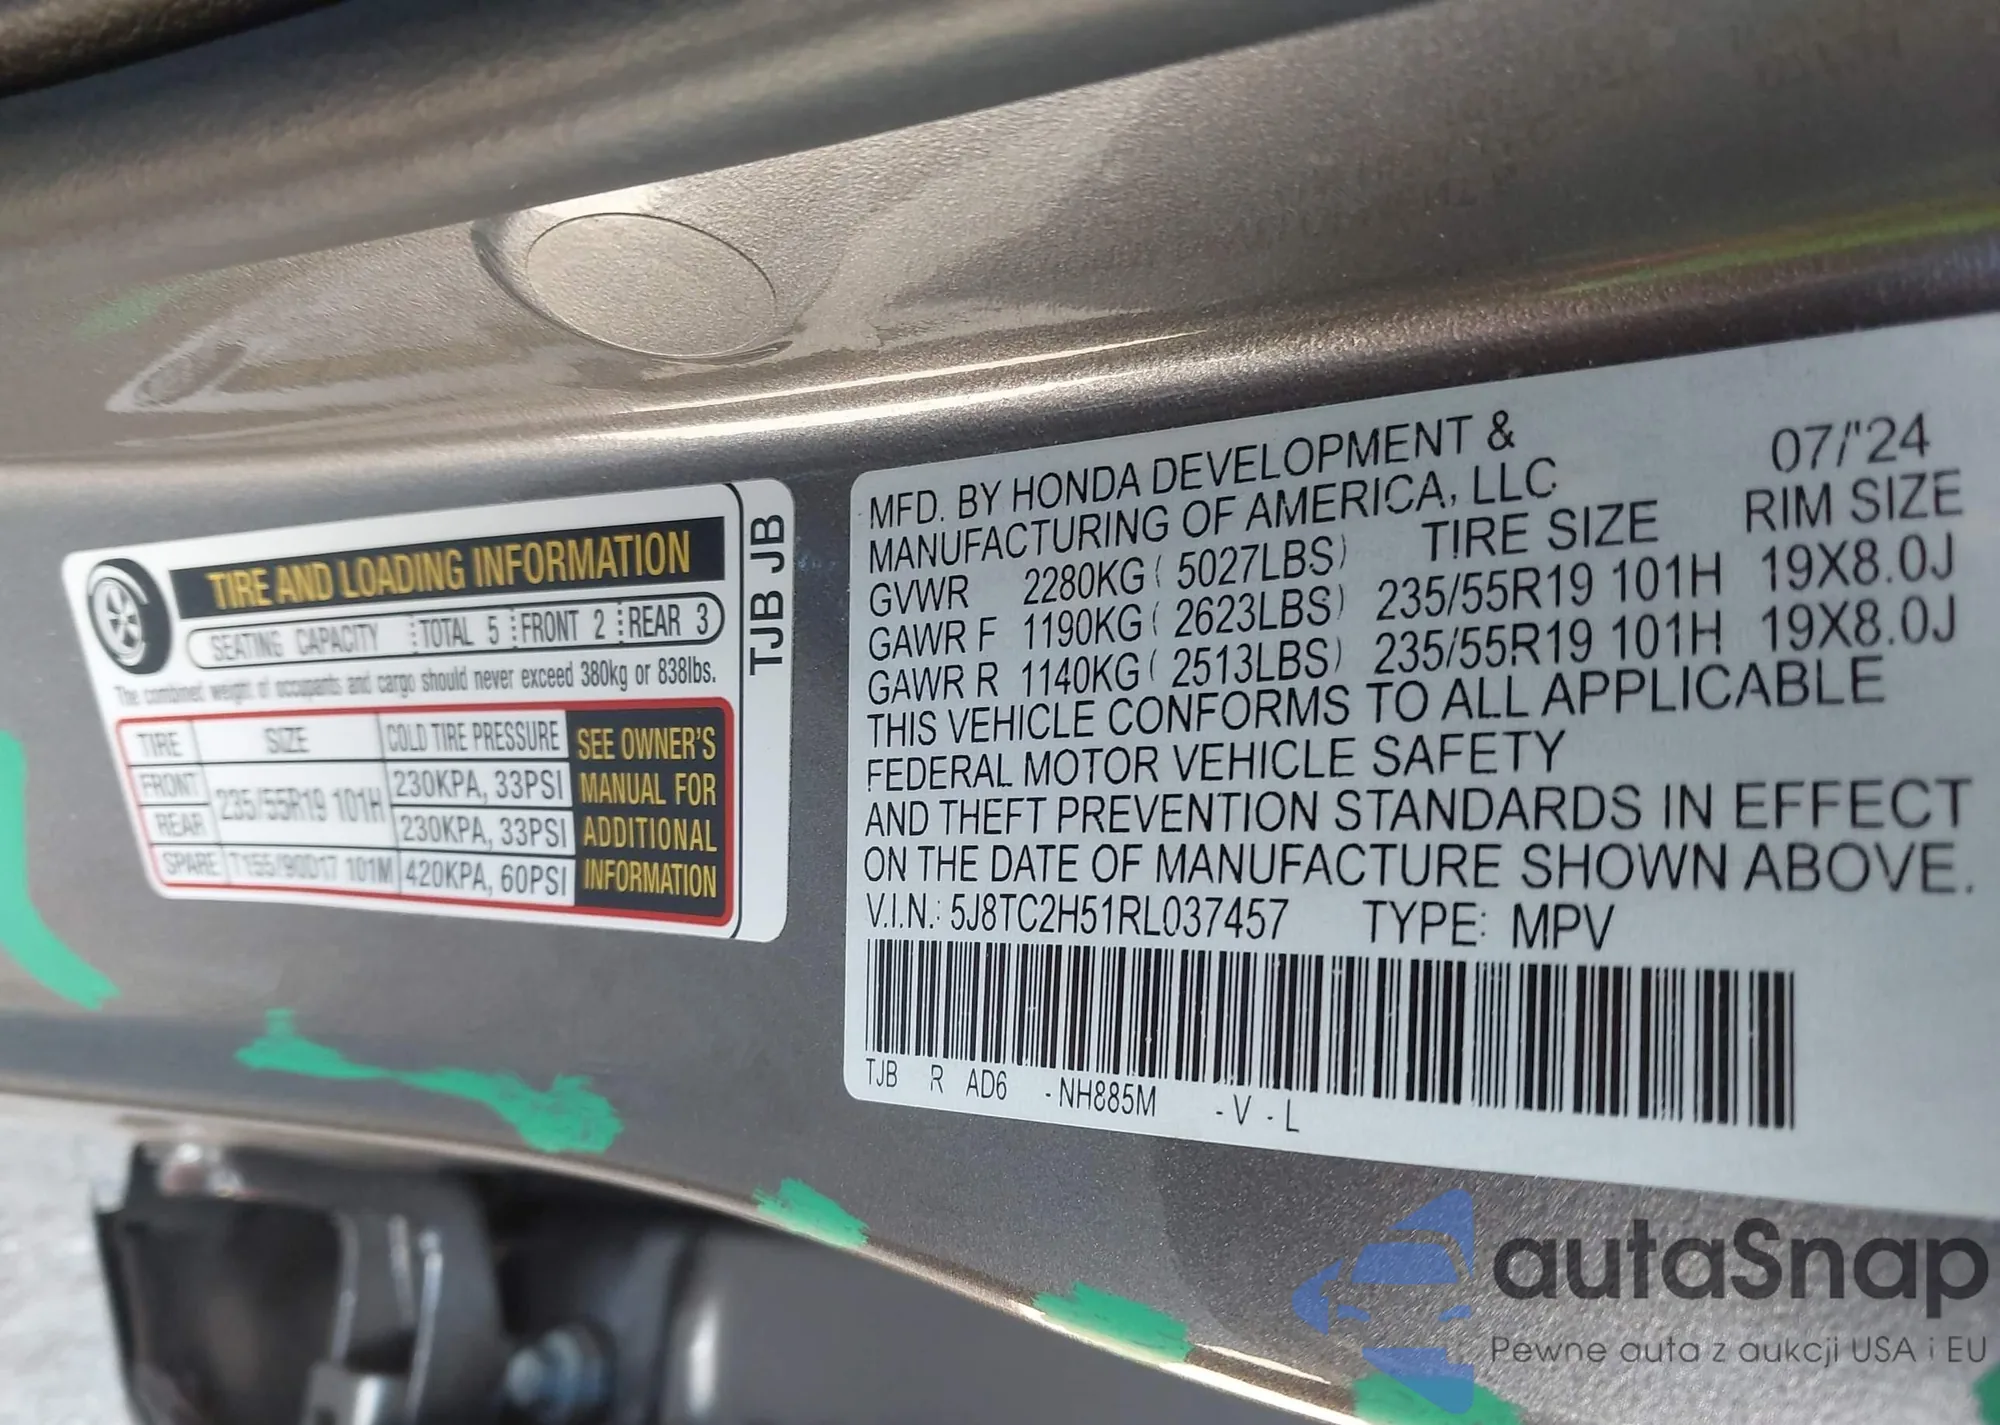 TIRE AND LOADING INFORMATION
SEATING CAPACITY TOTAL 5 FRONT 2 REAR 3
The combined weight of occupants and cargo should never exceed 380kg or 838lbs.
TIRE SIZE COLD TIRE PRESSURE
FRONT 235/55R19 101H 230KPA, 33PSI
REAR 230KPA, 33PSI
SPARE T155/90D17 101M 420KPA, 60PSI
SEE OWNER'S
MANUAL FOR
ADDITIONAL
INFORMATION
TJB JB
MFD. BY HONDA DEVELOPMENT & 07/'24
MANUFACTURING OF AMERICA, LLC TIRE SIZE RIM SIZE
GVWR 2280KG ( 5027LBS)
GAWR F 1190KG ( 2623LBS) 235/55R19 101H 19X8.0J
GAWR R 1140KG ( 2513LBS) 235/55R19 101H 19X8.0J
THIS VEHICLE CONFORMS TO ALL APPLICABLE
FEDERAL MOTOR VEHICLE SAFETY
AND THEFT PREVENTION STANDARDS IN EFFECT
ON THE DATE OF MANUFACTURE SHOWN ABOVE.
V.I.N.: 5J8TC2H51RL037457 TYPE: MPV
TJB R AD6 -NH885M -V-L
autaSnap
Pewne auta z aukcji USA i EU